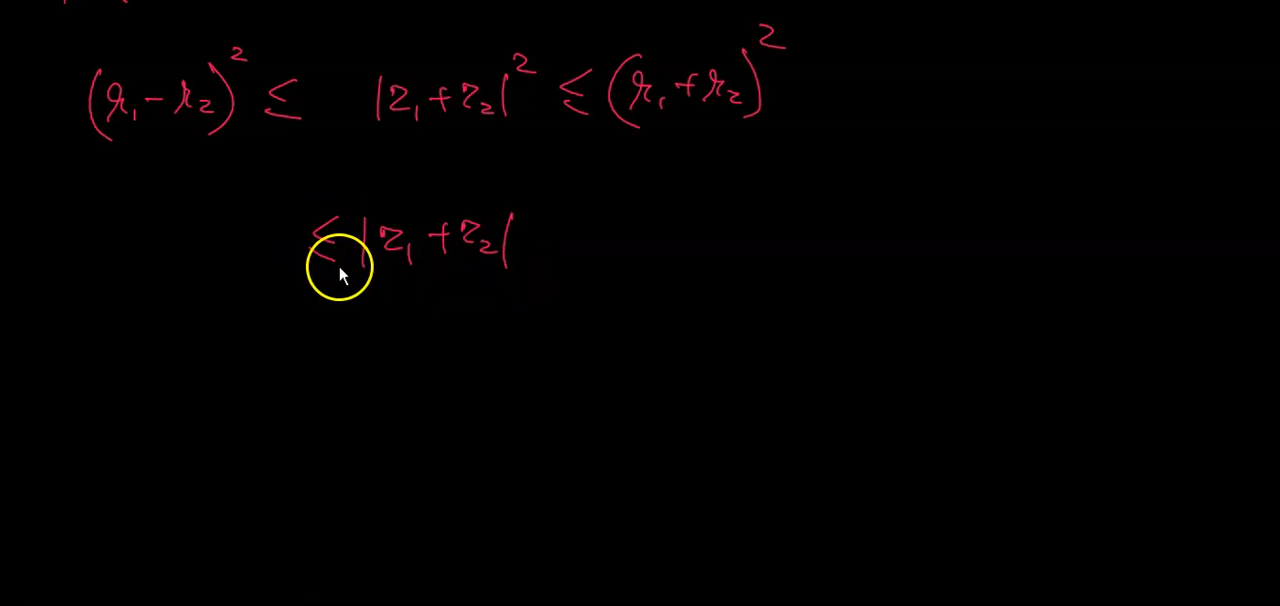 (r₁ - r₂)² ≤ |z₁ + z₂|² ≤ (r₁ + r₂)²
≤ |z₁ + z₂|